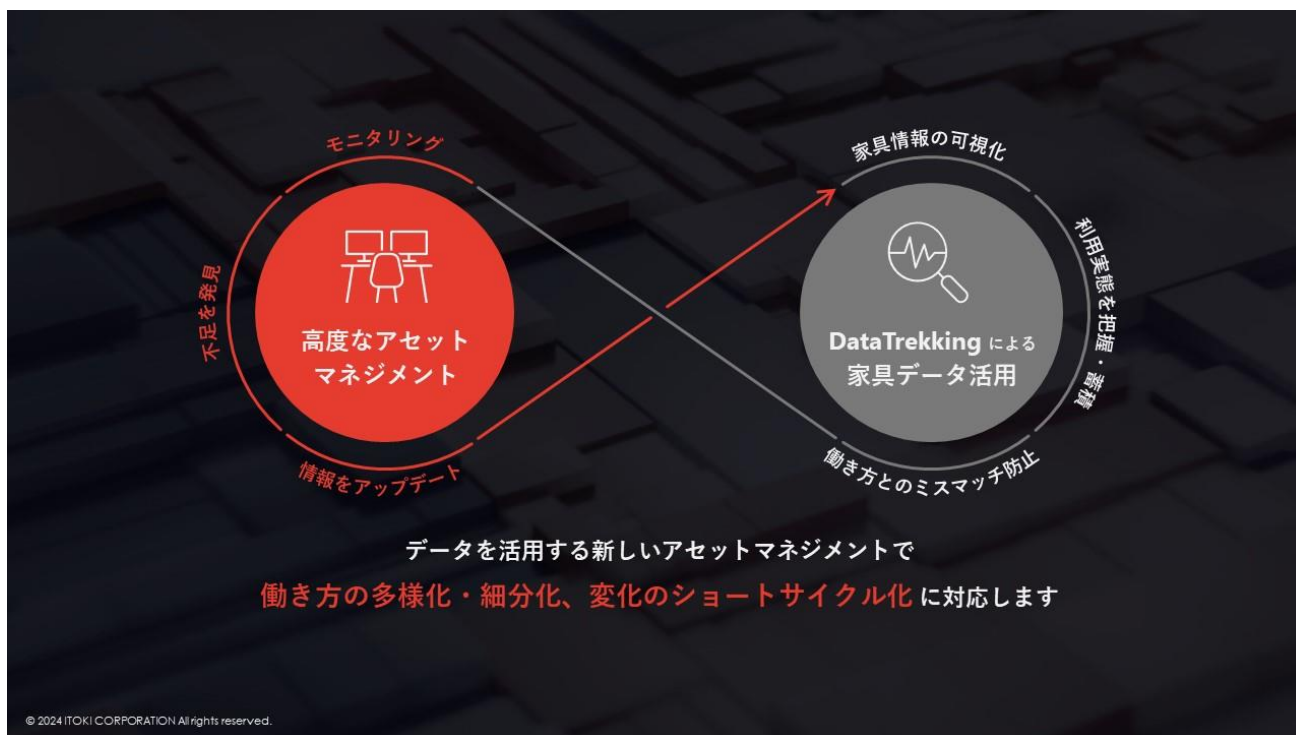 モニタリング
不足を発見
情報をアップデート
高度なアセット
マネジメント
家具情報の可視化
利用実態を把握・蓄積
働き方とのミスマッチ防止
DataTrekking による
家具データ活用
データを活用する新しいアセットマネジメントで
働き方の多様化・細分化、変化のショートサイクル化 に対応します
© 2024 ITOKI CORPORATION All rights reserved.